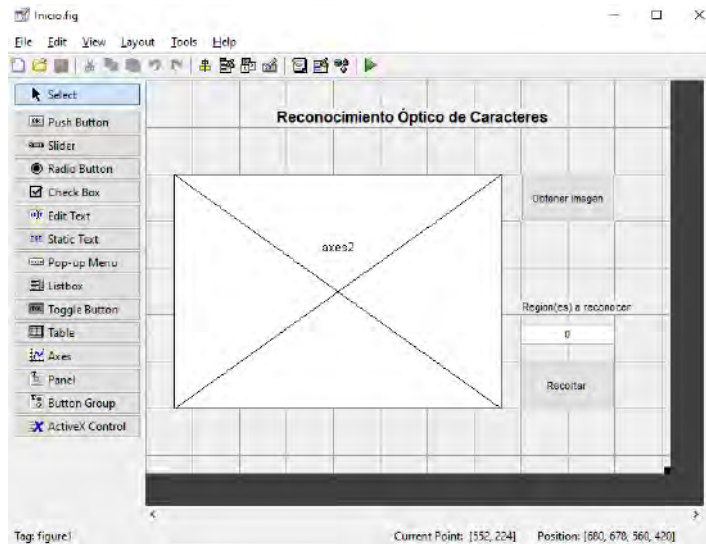 Inicio.fig
File Edit View Layout Tools Help
Select
Push Button
Slider
Radio Button
Check Box
Edit Text
Static Text
Pop-up Menu
Listbox
Toggle Button
Table
Axes
Panel
Button Group
ActiveX Control
Reconocimiento Óptico de Caracteres
axes2
Obtener Imagen
Region(es) a reconocer
0
Recortar
Tag: figure1
Current Point: [552, 224]
Position: [680, 678, 560, 420]